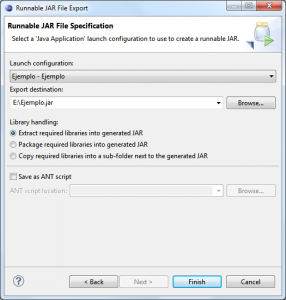 Runnable JAR File Export
Runnable JAR File Specification
Select a 'Java Application' launch configuration to use to create a runnable JAR.
Launch configuration:
Ejemplo - Ejemplo
Export destination:
E:\Ejemplo.jar
Browse...
Library handling:
Extract required libraries into generated JAR
Package required libraries into generated JAR
Copy required libraries into a sub-folder next to the generated JAR
Save as ANT script
ANT script location:
Browse...
?
< Back
Next >
Finish
Cancel